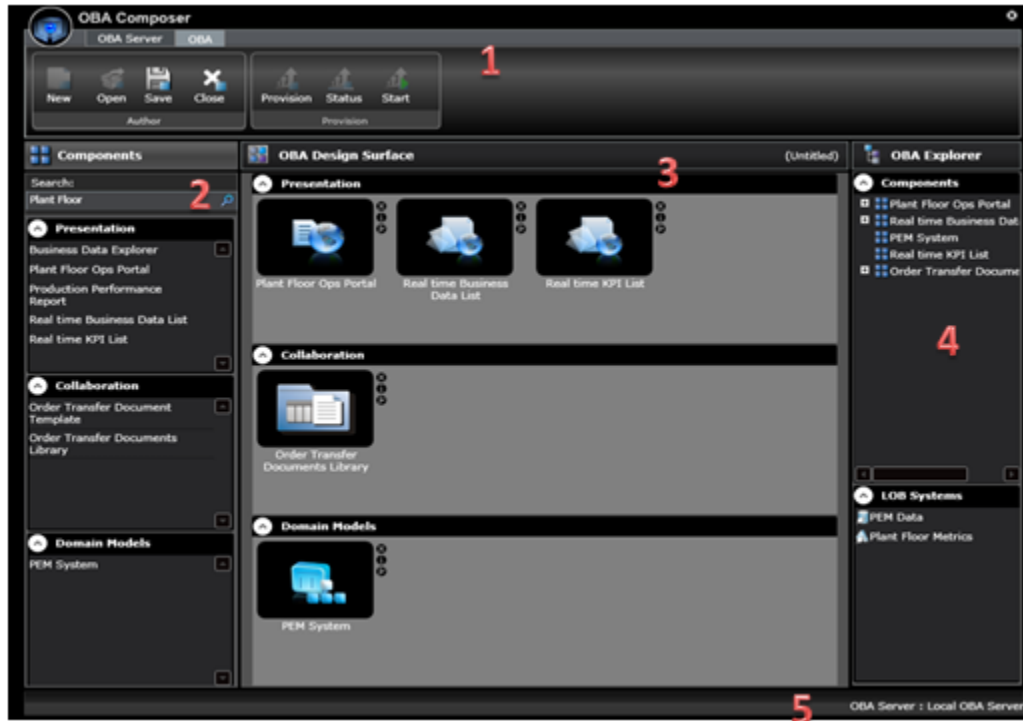 OBA Composer
OBA Server OBA
1
New Open Save Close
Provision Status Start
Author
Provision
Components
Search:
Plant Floor
2
Presentation
Business Data Explorer
Plant Floor Ops Portal
Production Performance
Report
Real time Business Data List
Real time KPI List
Collaboration
Order Transfer Document
Template
Order Transfer Documents
Library
Domain Models
PEM System
OBA Design Surface (Untitled)
3
Presentation
Plant Floor Ops Portal
Real time Business
Data List
Real time KPI List
Collaboration
Order Transfer
Documents Library
Domain Models
PEM System
OBA Explorer
Components
Plant Floor Ops Portal
Real time Business Dat
PEM System
Real time KPI List
Order Transfer Docume
4
LOB Systems
PEM Data
Plant Floor Metrics
5
OBA Server : Local OBA Server